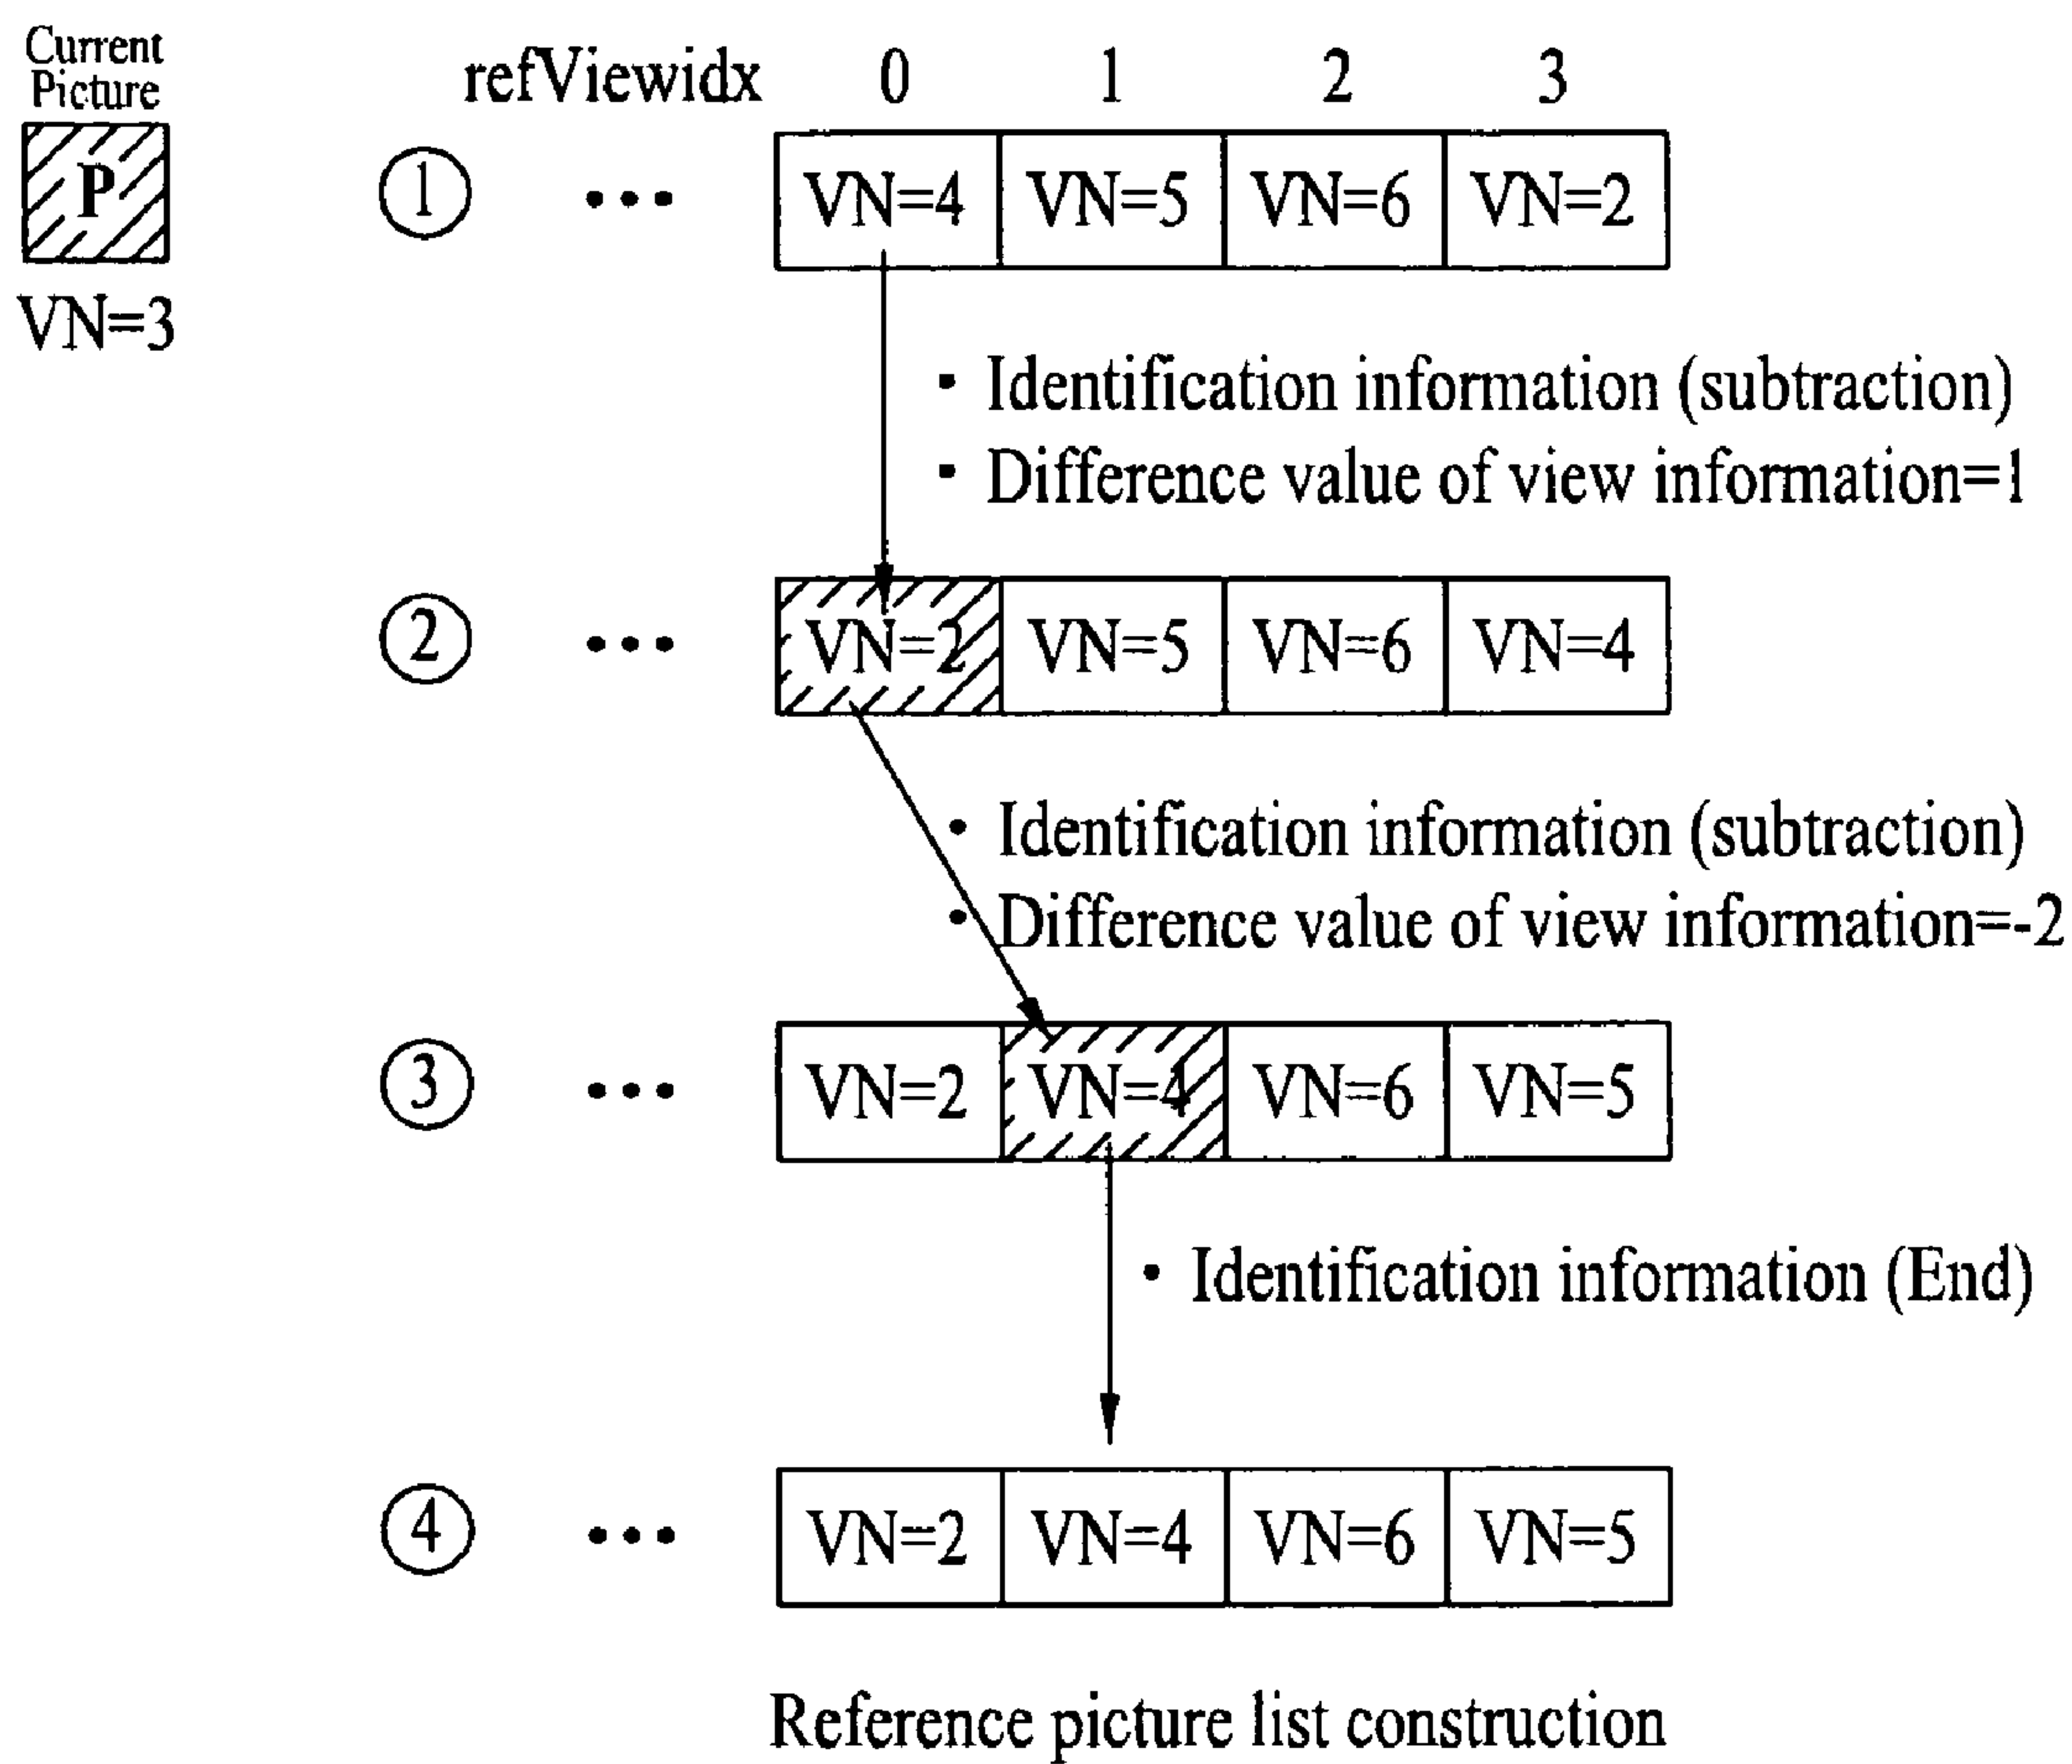 Current
Picture
refViewidx 0 1 2 3
P
VN=3
1 ... VN=4 VN=5 VN=6 VN=2
• Identification information (subtraction)
• Difference value of view information=1
2 ... VN=2 VN=5 VN=6 VN=4
• Identification information (subtraction)
• Difference value of view information=-2
3 ... VN=2 VN=4 VN=6 VN=5
• Identification information (End)
4 ... VN=2 VN=4 VN=6 VN=5
Reference picture list construction